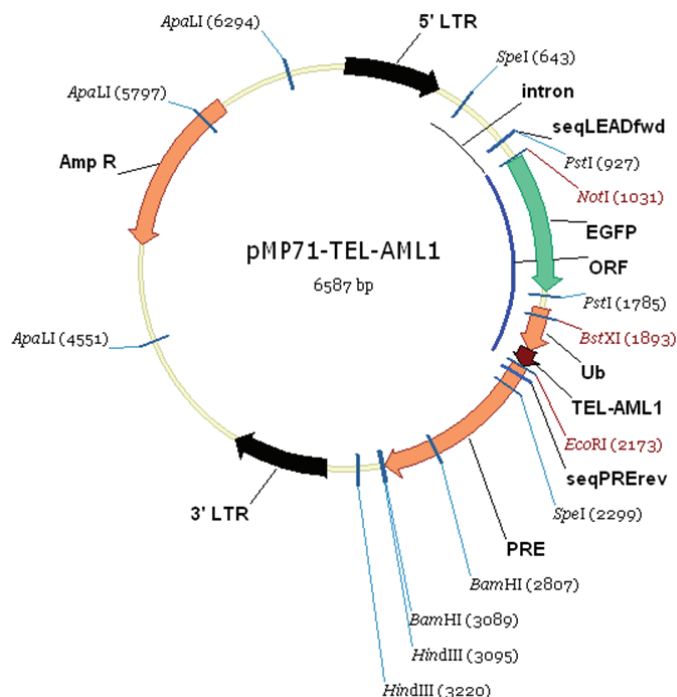 5' LTR
ApaLI (6294)
SpeI (643)
intron
ApaLI (5797)
seqLEADfwd
PstI (927)
Amp R
NotI (1031)
EGFP
pMP71-TEL-AML1
ORF
6587 bp
PstI (1785)
BstXI (1893)
ApaLI (4551)
Ub
TEL-AML1
EcoRI (2173)
seqPRErev
3' LTR
SpeI (2299)
PRE
BamHI (2807)
BamHI (3089)
HindIII (3095)
HindIII (3220)